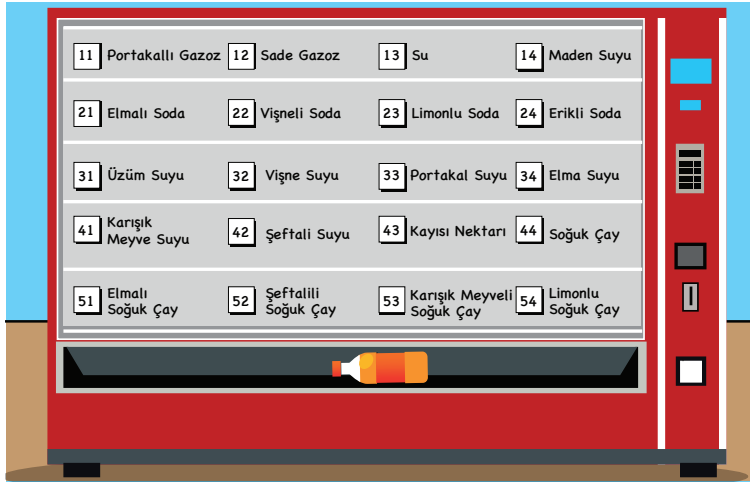 11 Portakallı Gazoz 12 Sade Gazoz 13 Su 14 Maden Suyu
21 Elmalı Soda 22 Vişneli Soda 23 Limonlu Soda 24 Erikli Soda
31 Üzüm Suyu 32 Vişne Suyu 33 Portakal Suyu 34 Elma Suyu
41 Karışık
Meyve Suyu 42 Şeftali Suyu 43 Kayısı Nektarı 44 Soğuk Çay
51 Elmalı
Soğuk Çay 52 Şeftalili
Soğuk Çay 53 Karışık Meyveli
Soğuk Çay 54 Limonlu
Soğuk Çay